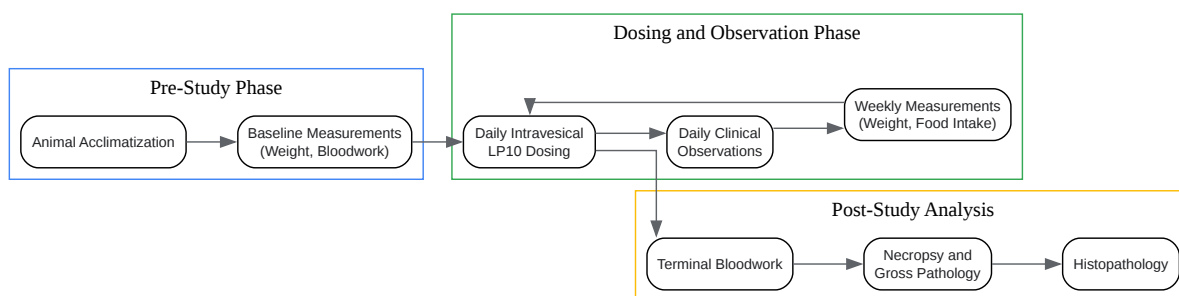 Pre-Study Phase
Animal Acclimatization
Baseline Measurements
(Weight, Bloodwork)
Dosing and Observation Phase
Daily Intravesical
LP10 Dosing
Daily Clinical
Observations
Weekly Measurements
(Weight, Food Intake)
Post-Study Analysis
Terminal Bloodwork
Necropsy and
Gross Pathology
Histopathology